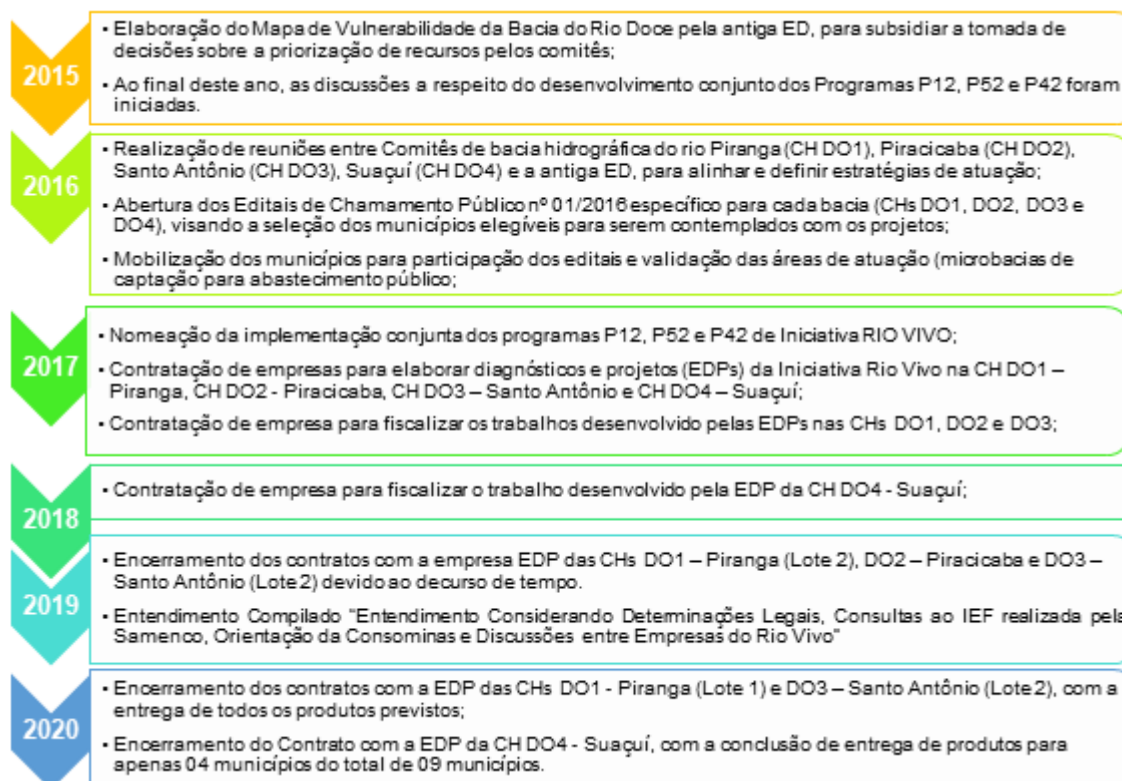 2015
▪ Elaboração do Mapa de Vulnerabilidade da Bacia do Rio Doce pela antiga ED, para subsidiar a tomada de
decisões sobre a priorização de recursos pelos comitês;
▪ Ao final deste ano, as discussões a respeito do desenvolvimento conjunto dos Programas P12, P52 e P42 foram
iniciadas.
2016
▪ Realização de reuniões entre Comitês de bacia hidrográfica do rio Piranga (CH DO1), Piracicaba (CH DO2),
Santo Antônio (CH DO3), Suaçuí (CH DO4) e a antiga ED, para alinhar e definir estratégias de atuação;
▪ Abertura dos Editais de Chamamento Público nº 01/2016 específico para cada bacia (CHs DO1, DO2, DO3 e
DO4), visando a seleção dos municípios elegíveis para serem contemplados com os projetos;
▪ Mobilização dos municípios para participação dos editais e validação das áreas de atuação (microbacias de
captação para abastecimento público;
2017
▪ Nomeação da implementação conjunta dos programas P12, P52 e P42 de Iniciativa RIO VIVO;
▪ Contratação de empresas para elaborar diagnósticos e projetos (EDPs) da Iniciativa Rio Vivo na CH DO1 –
Piranga, CH DO2 - Piracicaba, CH DO3 – Santo Antônio e CH DO4 – Suaçuí;
▪ Contratação de empresa para fiscalizar os trabalhos desenvolvido pelas EDPs nas CHs DO1, DO2 e DO3;
2018
▪ Contratação de empresa para fiscalizar o trabalho desenvolvido pela EDP da CH DO4 - Suaçuí;
2019
▪ Encerramento dos contratos com a empresa EDP das CHs DO1 – Piranga (Lote 2), DO2 – Piracicaba e DO3 –
Santo Antônio (Lote 2) devido ao decurso de tempo.
▪ Entendimento Compilado "Entendimento Considerando Determinações Legais, Consultas ao IEF realizada pela
Samenco, Orientação da Consominas e Discussões entre Empresas do Rio Vivo"
2020
▪ Encerramento dos contratos com a EDP das CHs DO1 - Piranga (Lote 1) e DO3 – Santo Antônio (Lote 2), com a
entrega de todos os produtos previstos;
▪ Encerramento do Contrato com a EDP da CH DO4 - Suaçuí, com a conclusão de entrega de produtos para
apenas 04 municípios do total de 09 municípios.